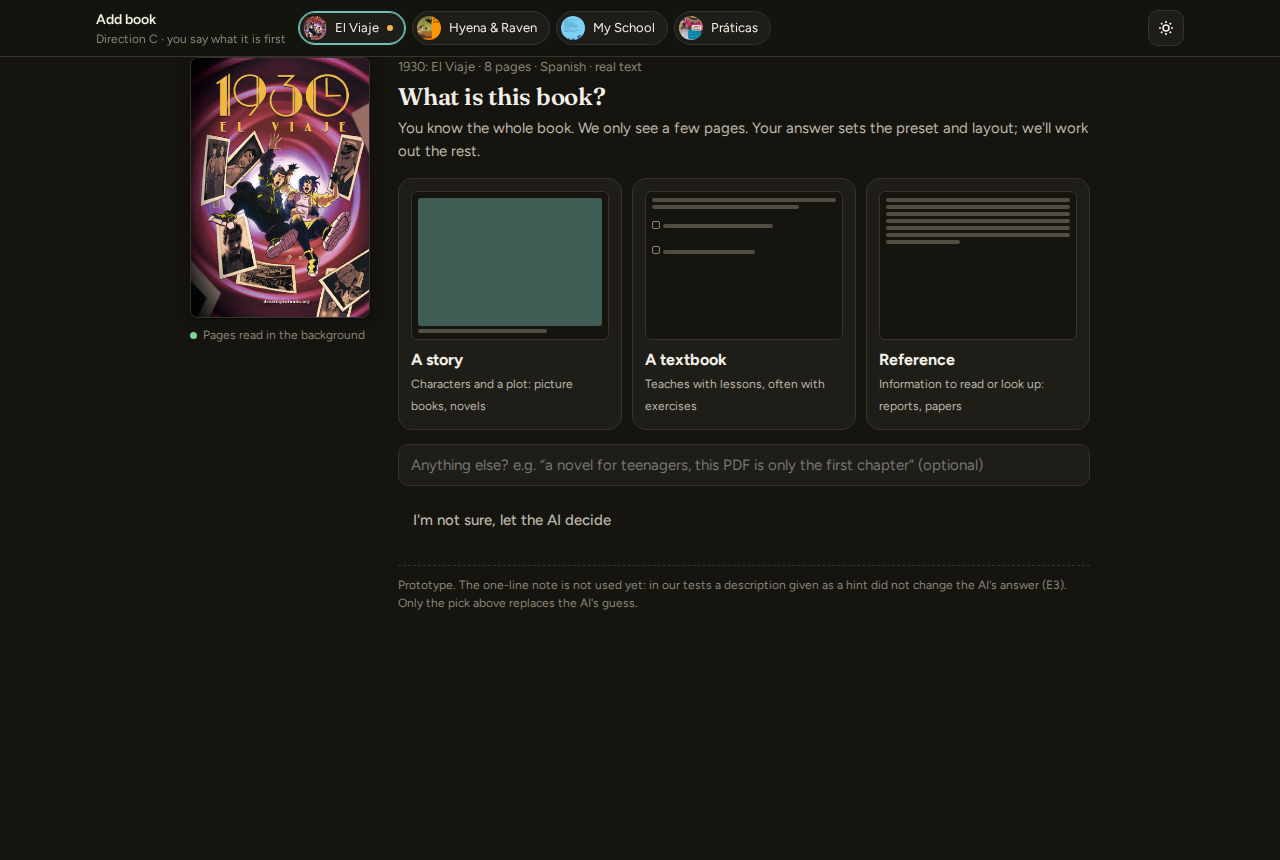 Add book
Direction C · you say what it is first
El Viaje
Hyena & Raven
My School
Práticas
1930
EL VIAJE
desafioprofundo.org
Pages read in the background
1930: El Viaje · 8 pages · Spanish · real text
What is this book?
You know the whole book. We only see a few pages. Your answer sets the preset and layout; we'll work
out the rest.
A story
Characters and a plot: picture
books, novels
A textbook
Teaches with lessons, often with
exercises
Reference
Information to read or look up:
reports, papers
Anything else? e.g. “a novel for teenagers, this PDF is only the first chapter” (optional)
I'm not sure, let the AI decide
Prototype. The one-line note is not used yet: in our tests a description given as a hint did not change the AI's answer (E3).
Only the pick above replaces the AI's guess.